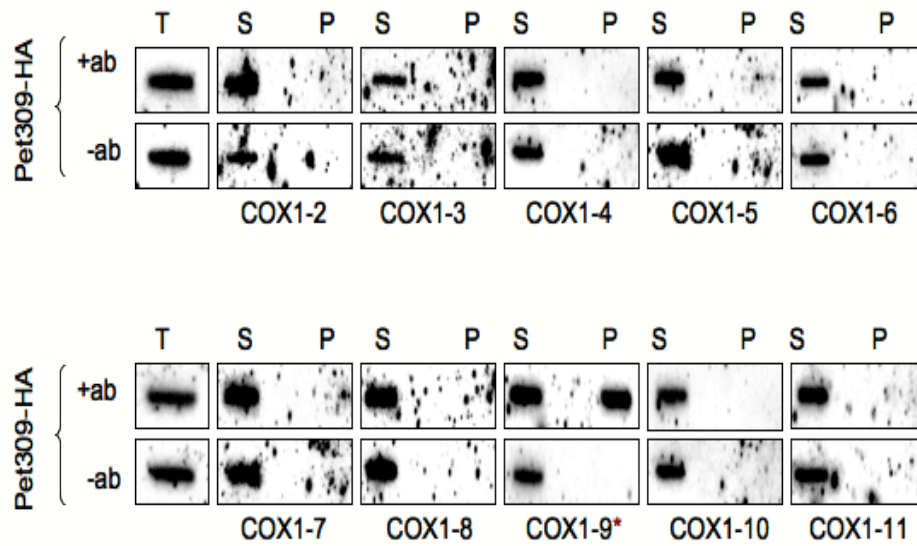 T S P S P S P S P S P
Pet309-HA
+ab
-ab
COX1-2 COX1-3 COX1-4 COX1-5 COX1-6
T S P S P S P S P S P
Pet309-HA
+ab
-ab
COX1-7 COX1-8 COX1-9* COX1-10 COX1-11